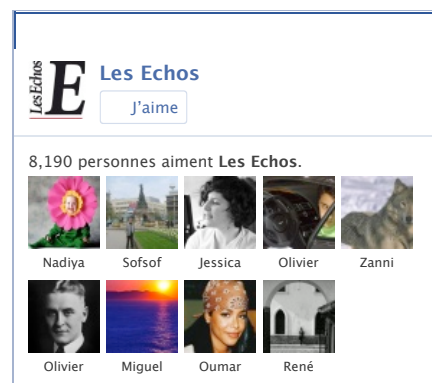 Les Echos
E
Les Echos
J’aime
8,190 personnes aiment Les Echos.
Nadiya Sofsof Jessica Olivier Zanni
Olivier Miguel Oumar René